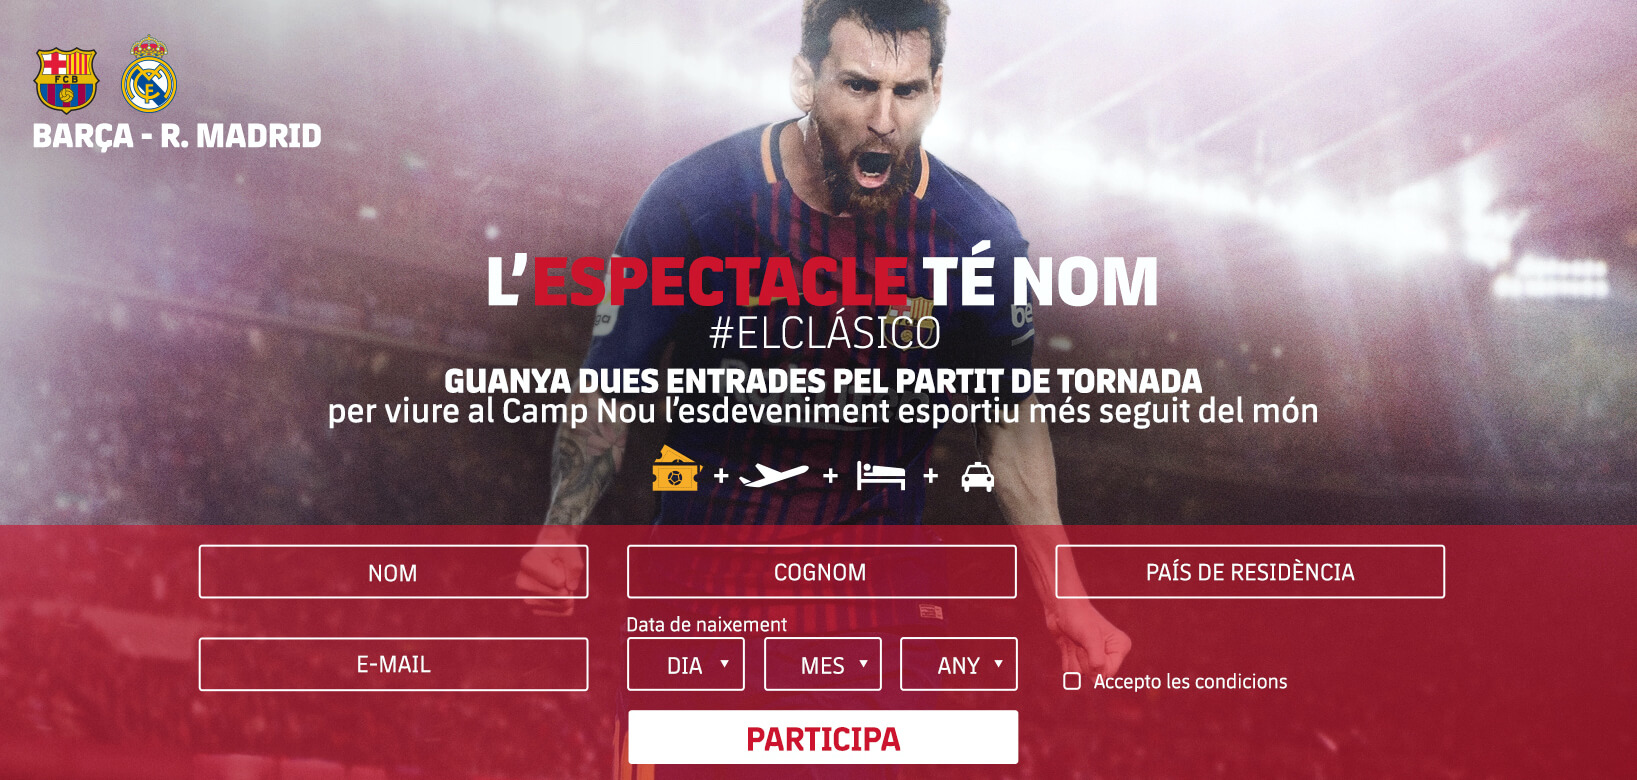 FCB
BARÇA - R. MADRID
L'ESPECTACLE TÉ NOM
#ELCLÁSICO
GUANYA DUES ENTRADES PEL PARTIT DE TORNADA
per viure al Camp Nou l'esdeveniment esportiu més seguit del món
NOM
COGNOM
PAÍS DE RESIDÈNCIA
E-MAIL
Data de naixement
DIA
MES
ANY
Accepto les condicions
PARTICIPA